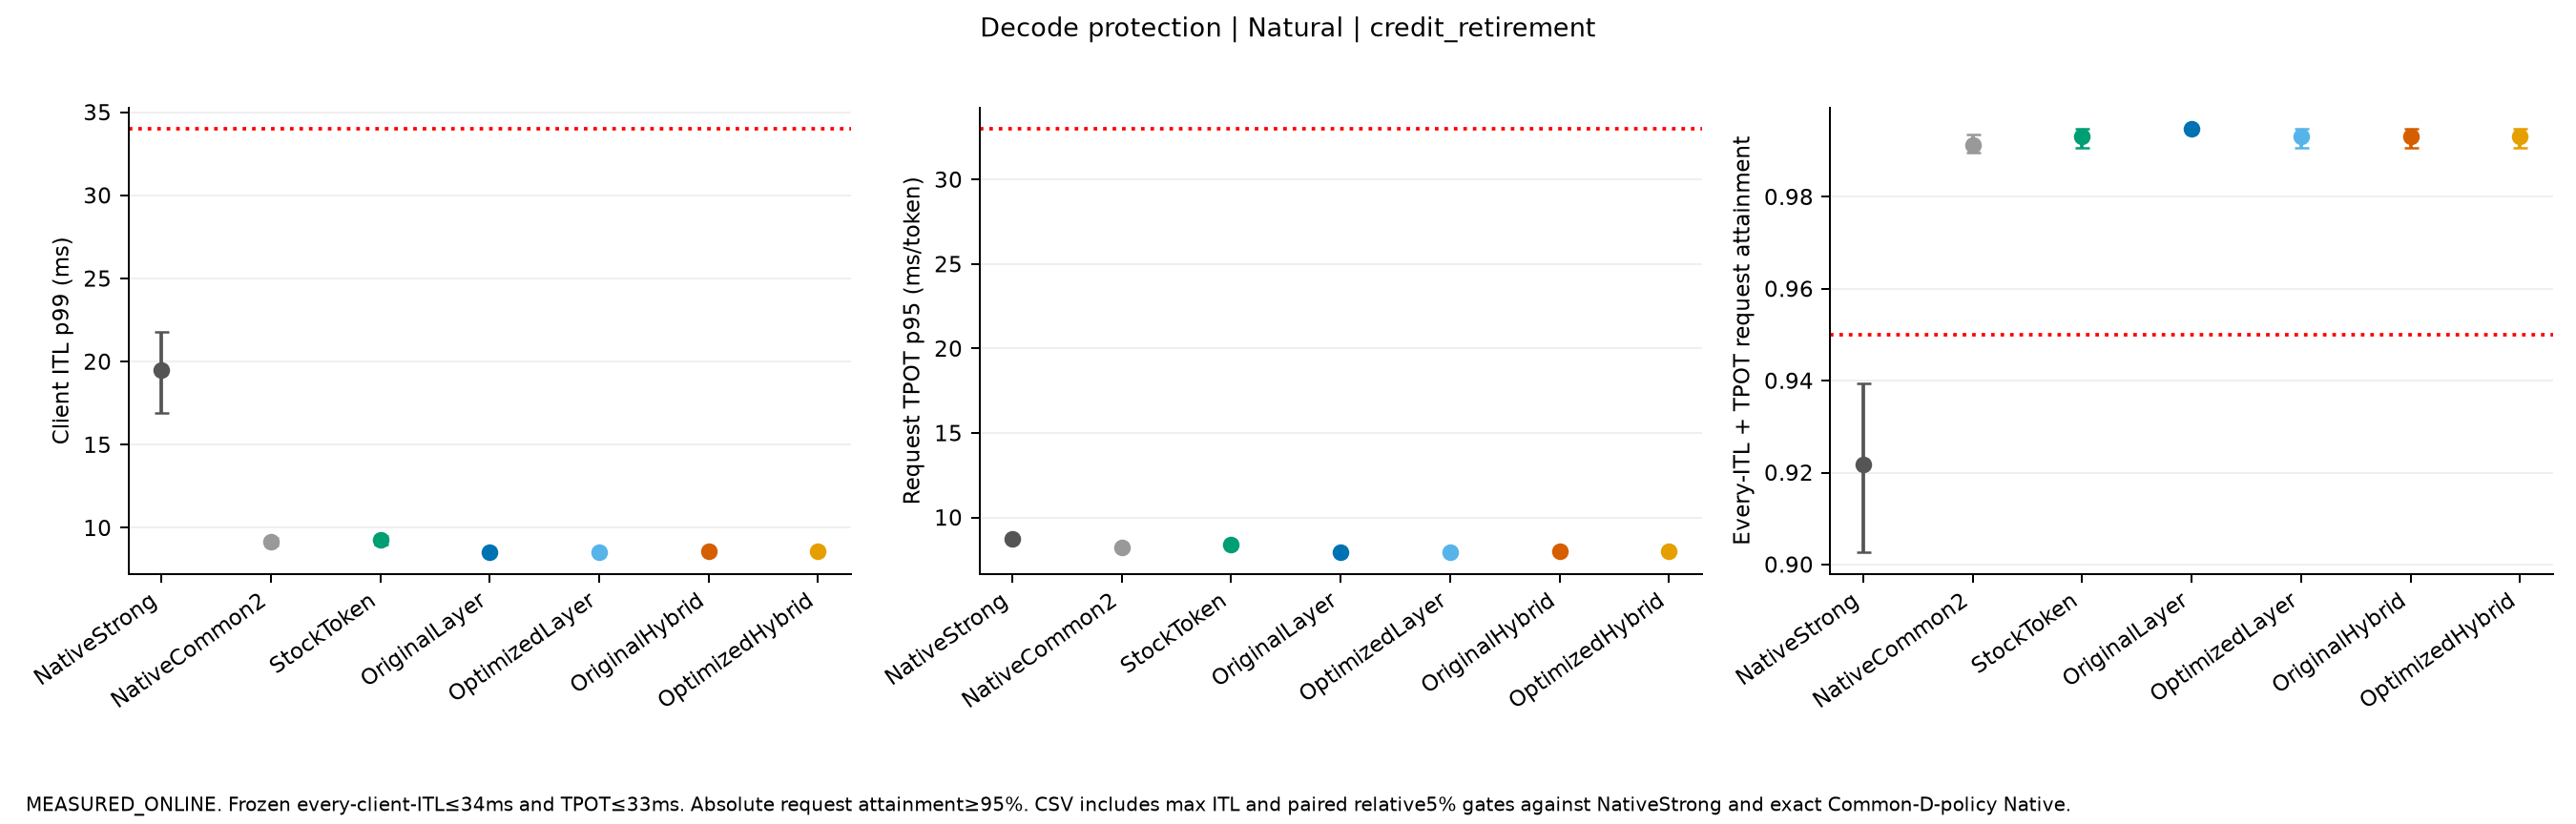 Decode protection | Natural | credit_retirement
Client ITL p99 (ms)
35
30
25
20
15
10
NativeStrong
NativeCommon2
StockToken
OriginalLayer
OptimizedLayer
OriginalHybrid
OptimizedHybrid
Request TPOT p95 (ms/token)
30
25
20
15
10
NativeStrong
NativeCommon2
StockToken
OriginalLayer
OptimizedLayer
OriginalHybrid
OptimizedHybrid
Every-ITL + TPOT request attainment
0.98
0.96
0.94
0.92
0.90
NativeStrong
NativeCommon2
StockToken
OriginalLayer
OptimizedLayer
OriginalHybrid
OptimizedHybrid
MEASURED_ONLINE. Frozen every-client-ITL≤34ms and TPOT≤33ms. Absolute request attainment≥95%. CSV includes max ITL and paired relative5% gates against NativeStrong and exact Common-D-policy Native.